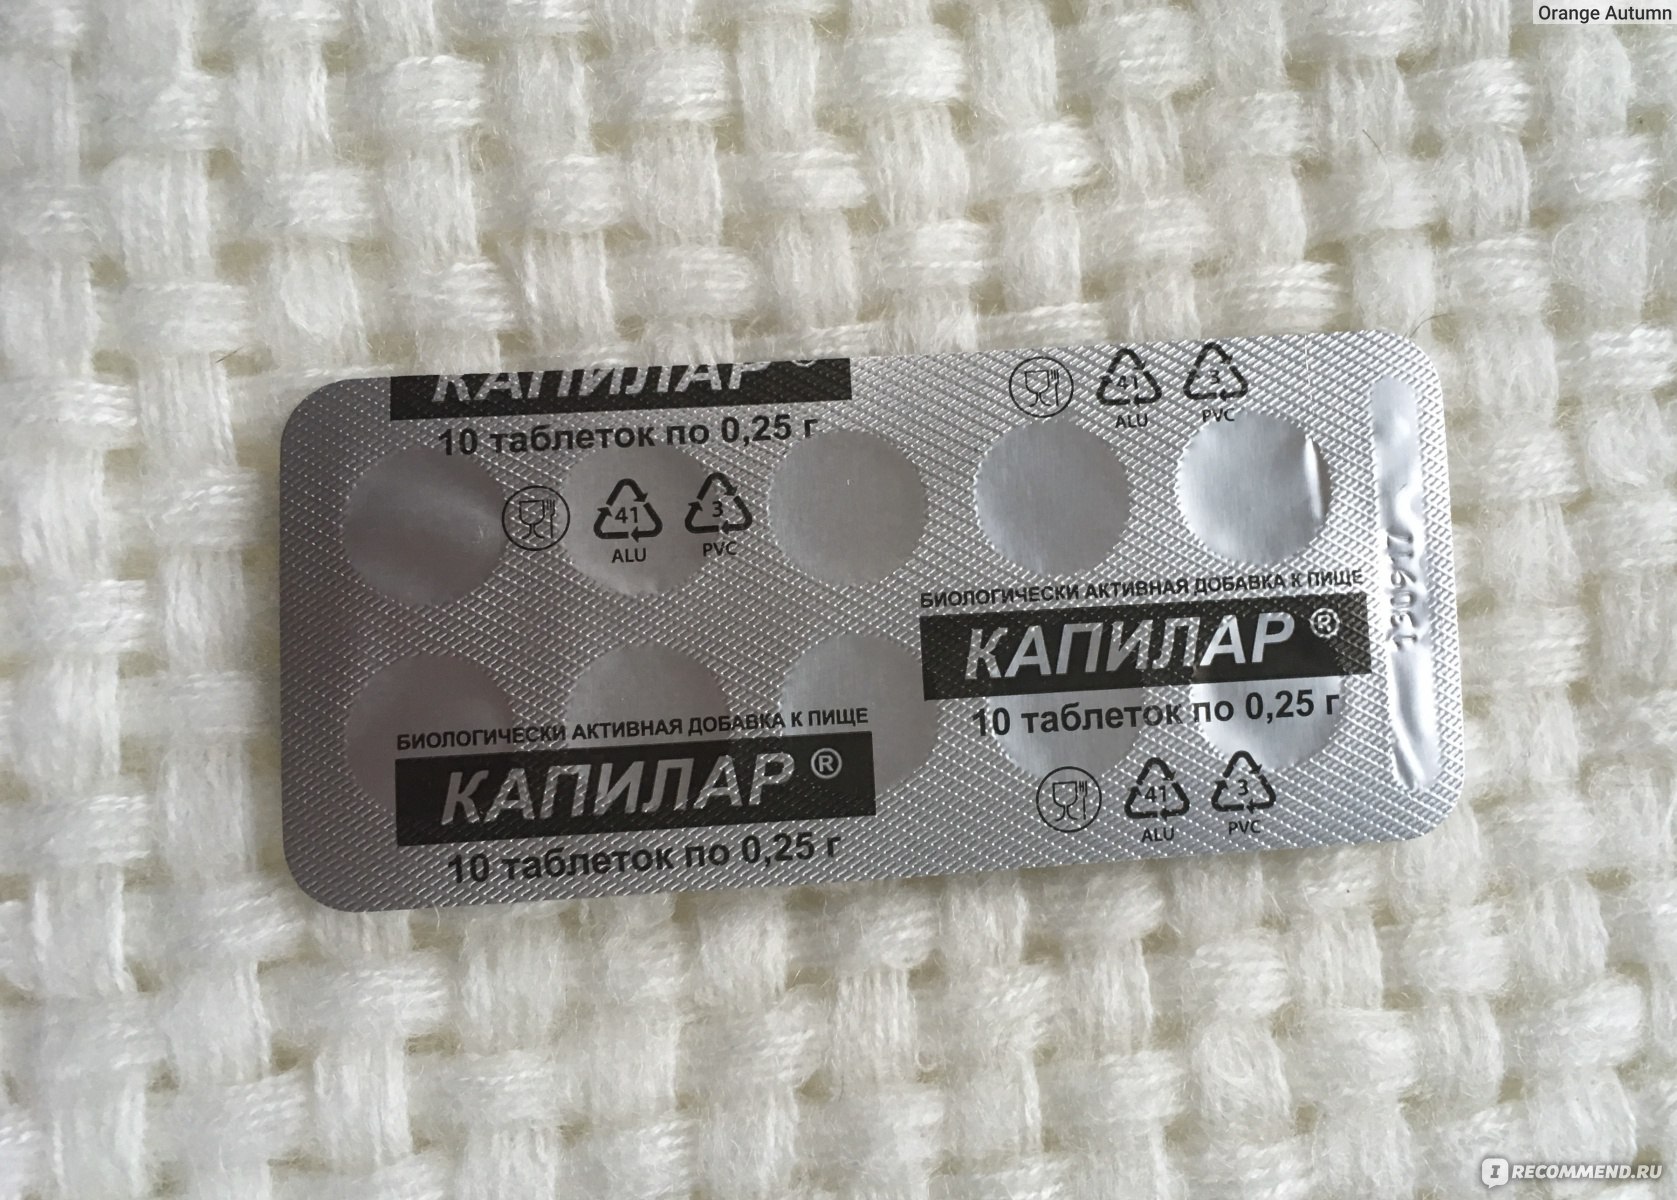 Orange Autumn
КАПИЛАР ®
10 таблеток по 0,25 г
41
ALU
3
PVC
41
ALU
3
PVC
БИОЛОГИЧЕСКИ АКТИВНАЯ ДОБАВКА К ПИЩЕ
КАПИЛАР ®
10 таблеток по 0,25 г
41
ALU
3
PVC
БИОЛОГИЧЕСКИ АКТИВНАЯ ДОБАВКА К ПИЩЕ
КАПИЛАР ®
10 таблеток по 0,25 г
IRECOMMEND.RU